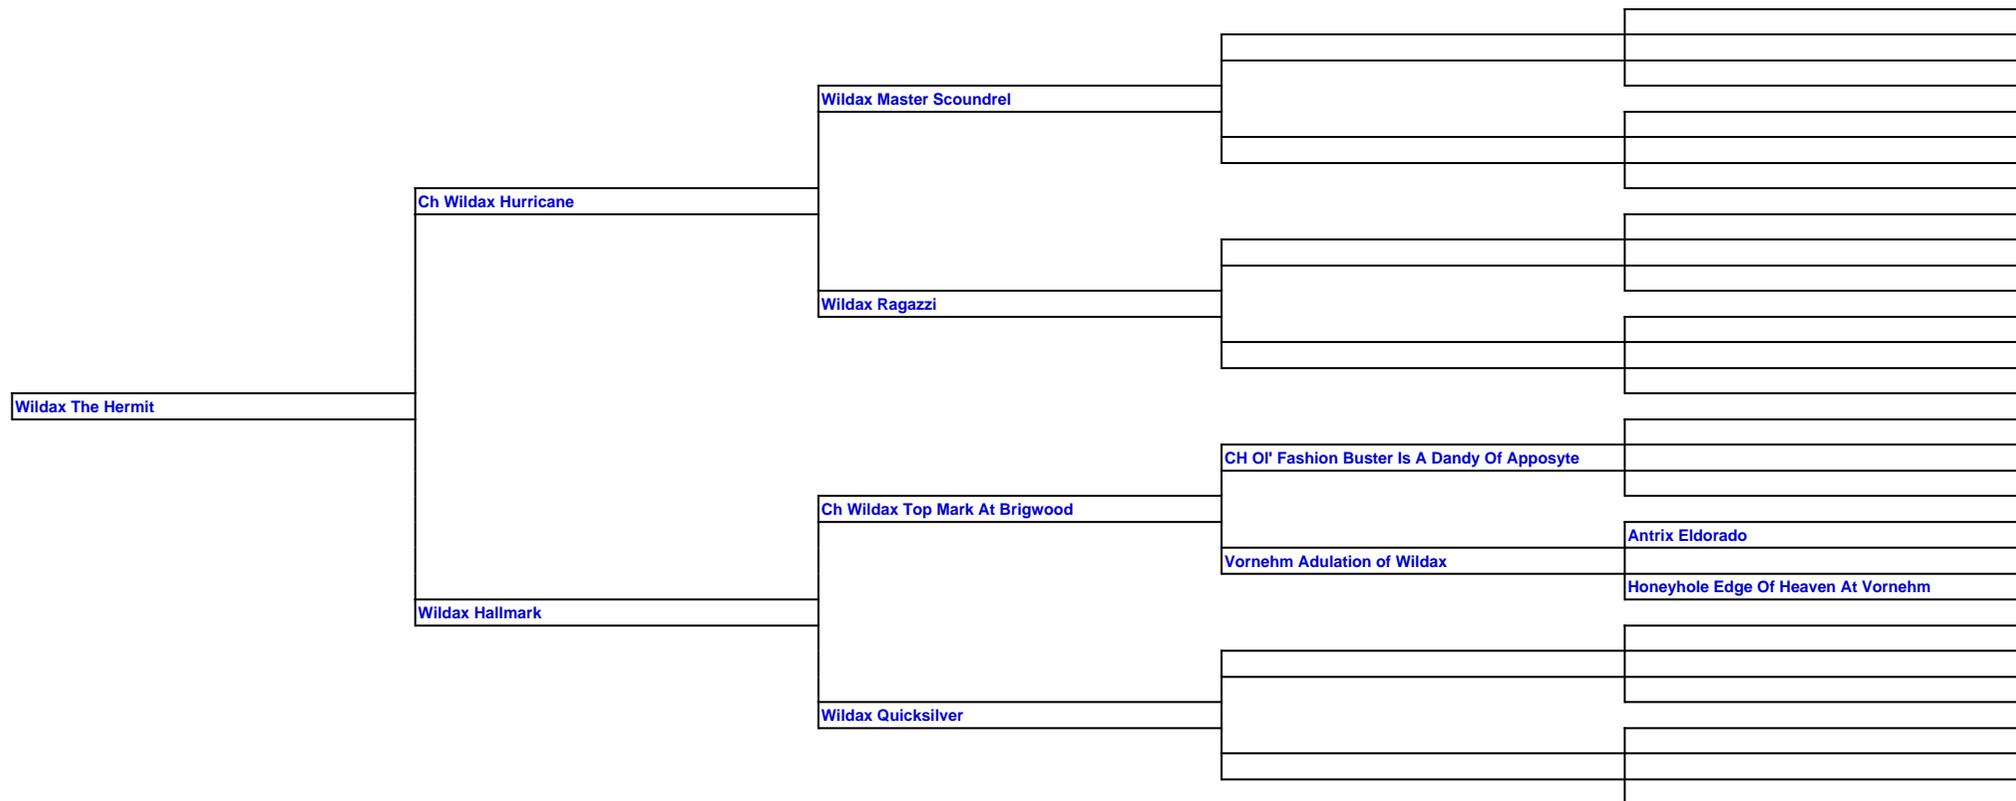 Wildax Master Scoundrel
Ch Wildax Hurricane
Wildax Ragazzi
Wildax The Hermit
CH Ol' Fashion Buster Is A Dandy Of Apposyte
Ch Wildax Top Mark At Brigwood
Antrix Eldorado
Vornehm Adulation of Wildax
Honeyhole Edge Of Heaven At Vornehm
Wildax Hallmark
Wildax Quicksilver